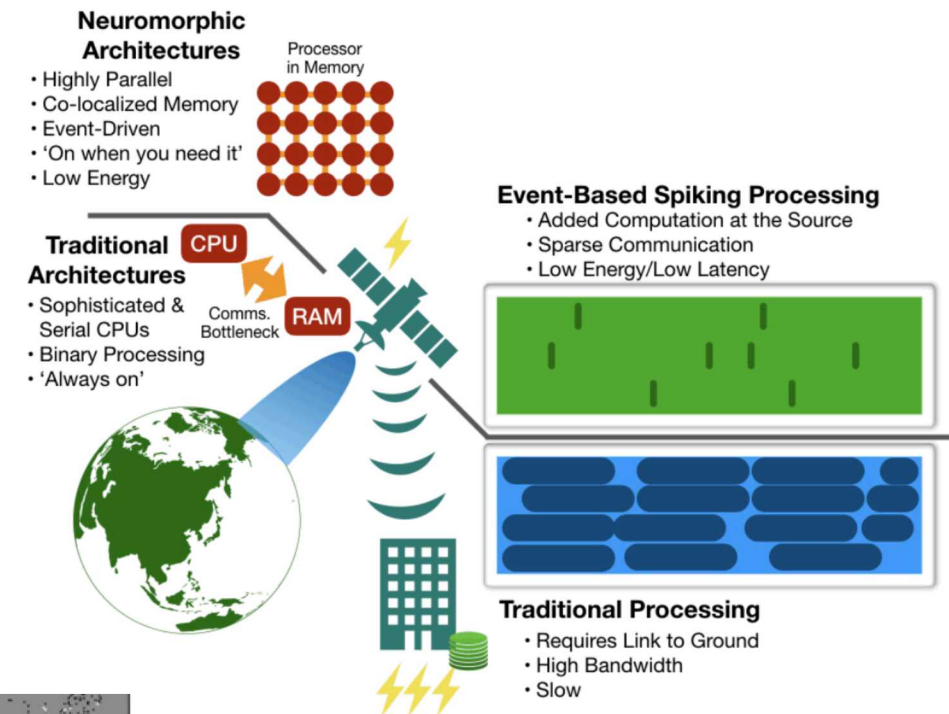 Neuromorphic
Architectures
• Highly Parallel
• Co-localized Memory
• Event-Driven
• 'On when you need it'
• Low Energy
Processor
in Memory
Traditional
Architectures
• Sophisticated &
Serial CPUs
• Binary Processing
• 'Always on'
CPU
Comms.
Bottleneck
RAM
Event-Based Spiking Processing
• Added Computation at the Source
• Sparse Communication
• Low Energy/Low Latency
Traditional Processing
• Requires Link to Ground
• High Bandwidth
• Slow